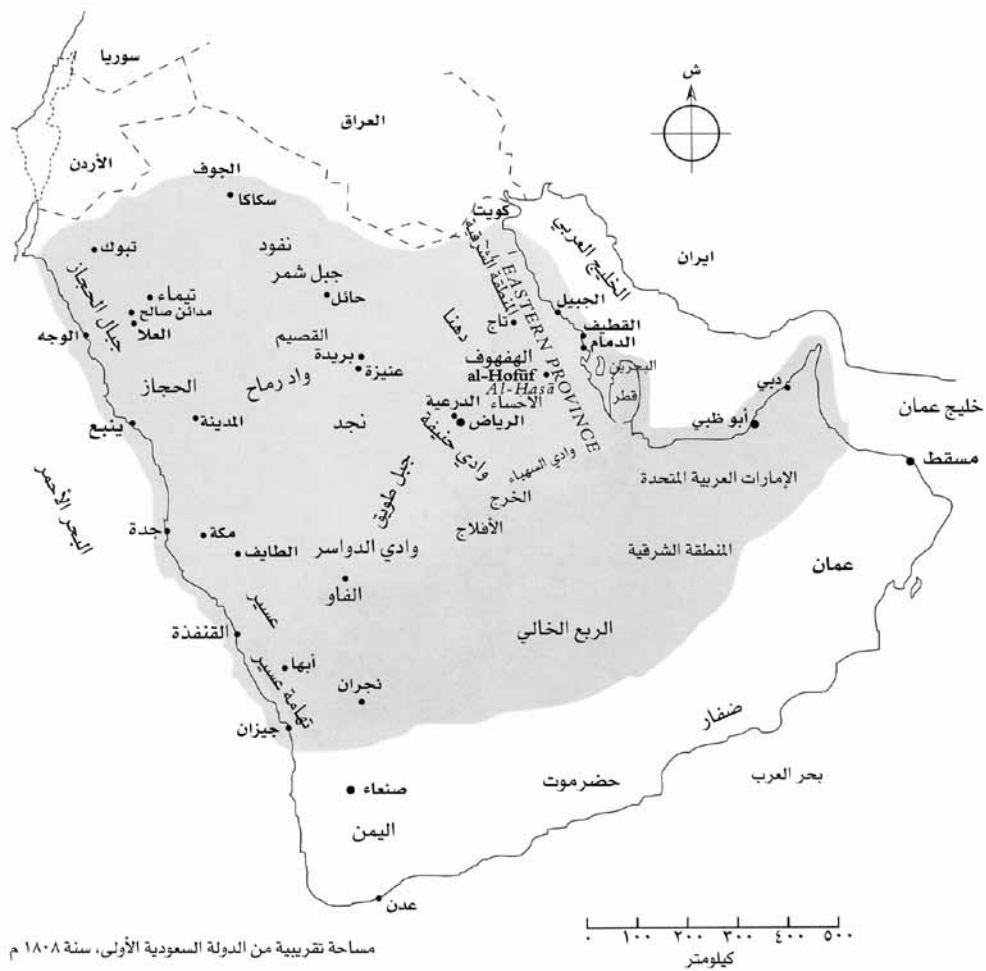 سوريا
ش
العراق
الأردن
الجوف
سكاكا
كويت
تبوك
نفود
ايران
الخليج العربي
المنطقة الشرقية
EASTERN PROVINCE
جبل شمر
حائل
تيماء
مدائن صالح
العلا
جبال الحجاز
الوجه
الجبيل
تاج
دهنا
القطيف
الدمام
القصيم
بريدة
عنيزة
واد رماح
الهفهوف
al-Hofūf
Al-Hasā
الأحساء
البحرين
قطر
دبي
أبو ظبي
خليج عمان
مسقط
الحجاز
المدينة
ينبع
نجد
الدرعية
الرياض
وادي حنيفة
وادي السهباء
الإمارات العربية المتحدة
البحر الأحمر
جبل طويق
الخرج
الأفلاج
جدة
مكة
الطايف
وادي الدواسر
المنطقة الشرقية
عمان
الفاو
عسير
الربع الخالي
القنفذة
أبها
تهامة عسير
نجران
جيزان
ضفار
بحر العرب
حضرموت
صنعاء
اليمن
عدن
٠ ١٠٠ ٢٠٠ ٣٠٠ ٤٠٠ ٥٠٠
كيلومتر
مساحة تقريبية من الدولة السعودية الأولى، سنة ١٨٠٨ م